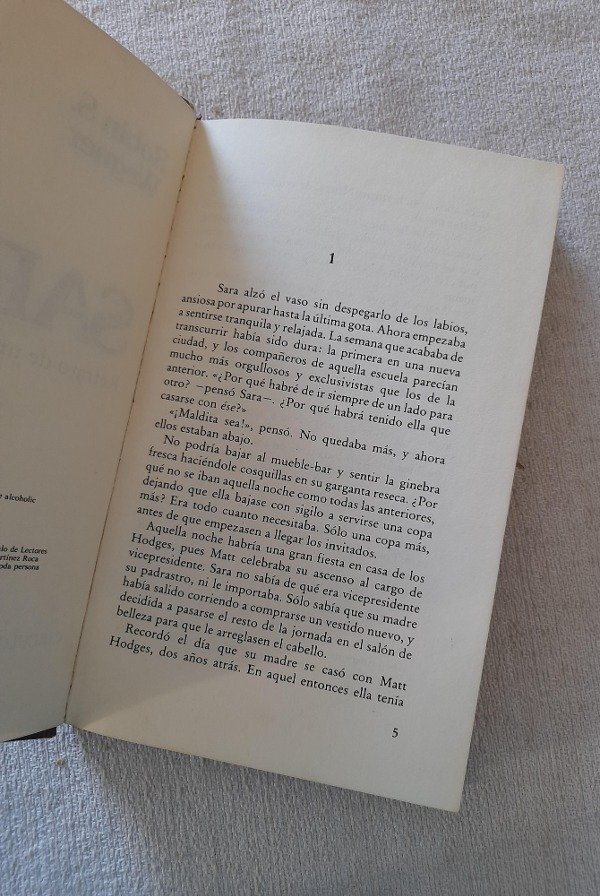 alcoholic
lo de Lectores
rtínez Roca
oda persona
1
Sara alzó el vaso sin despegarlo de los labios,
ansiosa por apurar hasta la última gota. Ahora empezaba
a sentirse tranquila y relajada. La semana que acababa de
transcurrir había sido dura: la primera en una nueva
ciudad, y los compañeros de aquella escuela parecían
mucho más orgullosos y exclusivistas que los de la
anterior. «¿Por qué habré de ir siempre de un lado para
otro? —pensó Sara—. ¿Por qué habrá tenido ella que
casarse con ése?»
«¡Maldita sea!», pensó. No quedaba más, y ahora
ellos estaban abajo.
No podría bajar al mueble-bar y sentir la ginebra
fresca haciéndole cosquillas en su garganta reseca. ¿Por
qué no se iban aquella noche como todas las anteriores,
dejando que ella bajase con sigilo a servirse una copa
más? Era todo cuanto necesitaba. Sólo una copa más,
antes de que empezasen a llegar los invitados.
Aquella noche habría una gran fiesta en casa de los
Hodges, pues Matt celebraba su ascenso al cargo de
vicepresidente. Sara no sabía de qué era vicepresidente
su padrastro, ni le importaba. Sólo sabía que su madre
había salido corriendo a comprarse un vestido nuevo, y
decidida a pasarse el resto de la jornada en el salón de
belleza para que le arreglasen el cabello.
Recordó el día que su madre se casó con Matt
Hodges, dos años atrás. En aquel entonces ella tenía
5